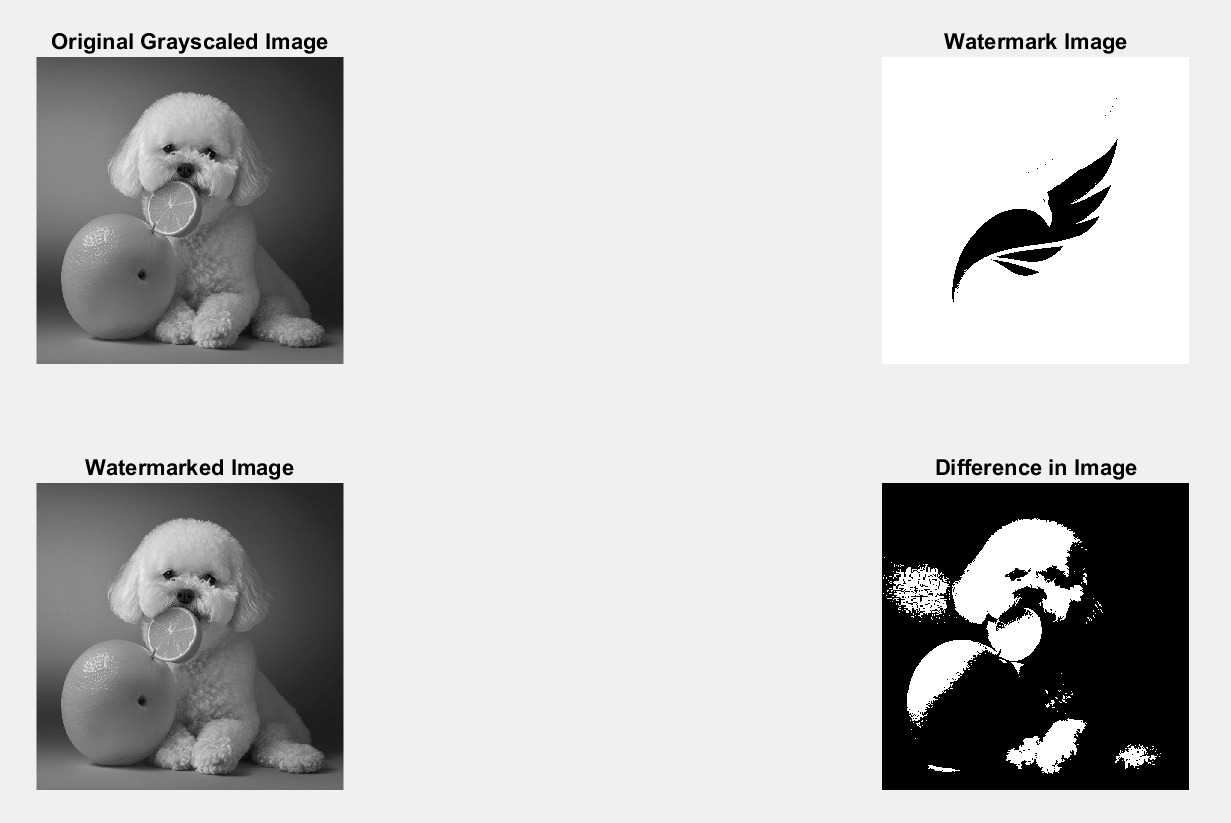 Original Grayscaled Image
Watermark Image
Watermarked Image
Difference in Image